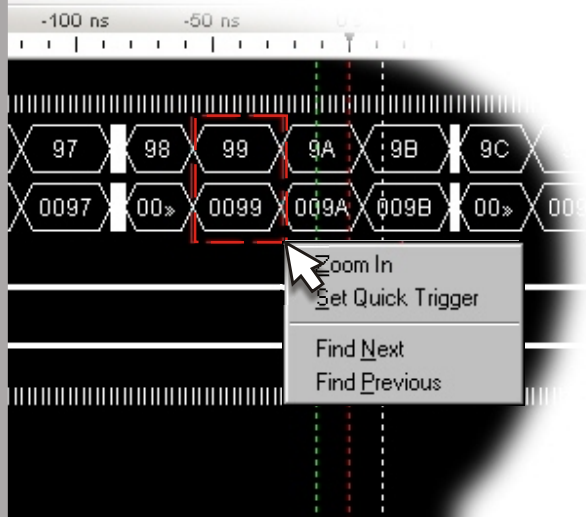 -100 ns -50 ns
97 98 99 9A 9B 9C
0097 00» 0099 009A 009B 00» 009
Zoom In
Set Quick Trigger
Find Next
Find Previous